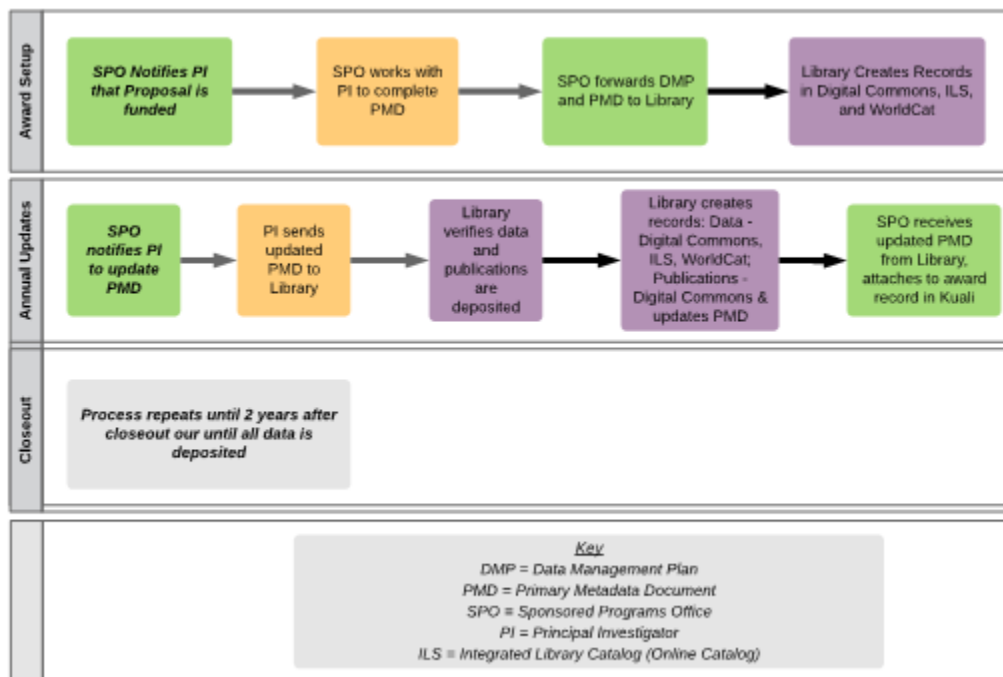 Award Setup
SPO Notifies PI
that Proposal is
funded
SPO works with
PI to complete
PMD
SPO forwards DMP
and PMD to Library
Library Creates Records
in Digital Commons, ILS,
and WorldCat
Annual Updates
SPO
notifies PI
to update
PMD
PI sends
updated
PMD to
Library
Library
verifies data
and
publications
are
deposited
Library creates
records: Data -
Digital Commons,
ILS, WorldCat;
Publications -
Digital Commons &
updates PMD
SPO receives
updated PMD
from Library,
attaches to award
record in Kuali
Closeout
Process repeats until 2 years after
closeout our until all data is
deposited
Key
DMP = Data Management Plan
PMD = Primary Metadata Document
SPO = Sponsored Programs Office
PI = Principal Investigator
ILS = Integrated Library Catalog (Online Catalog)